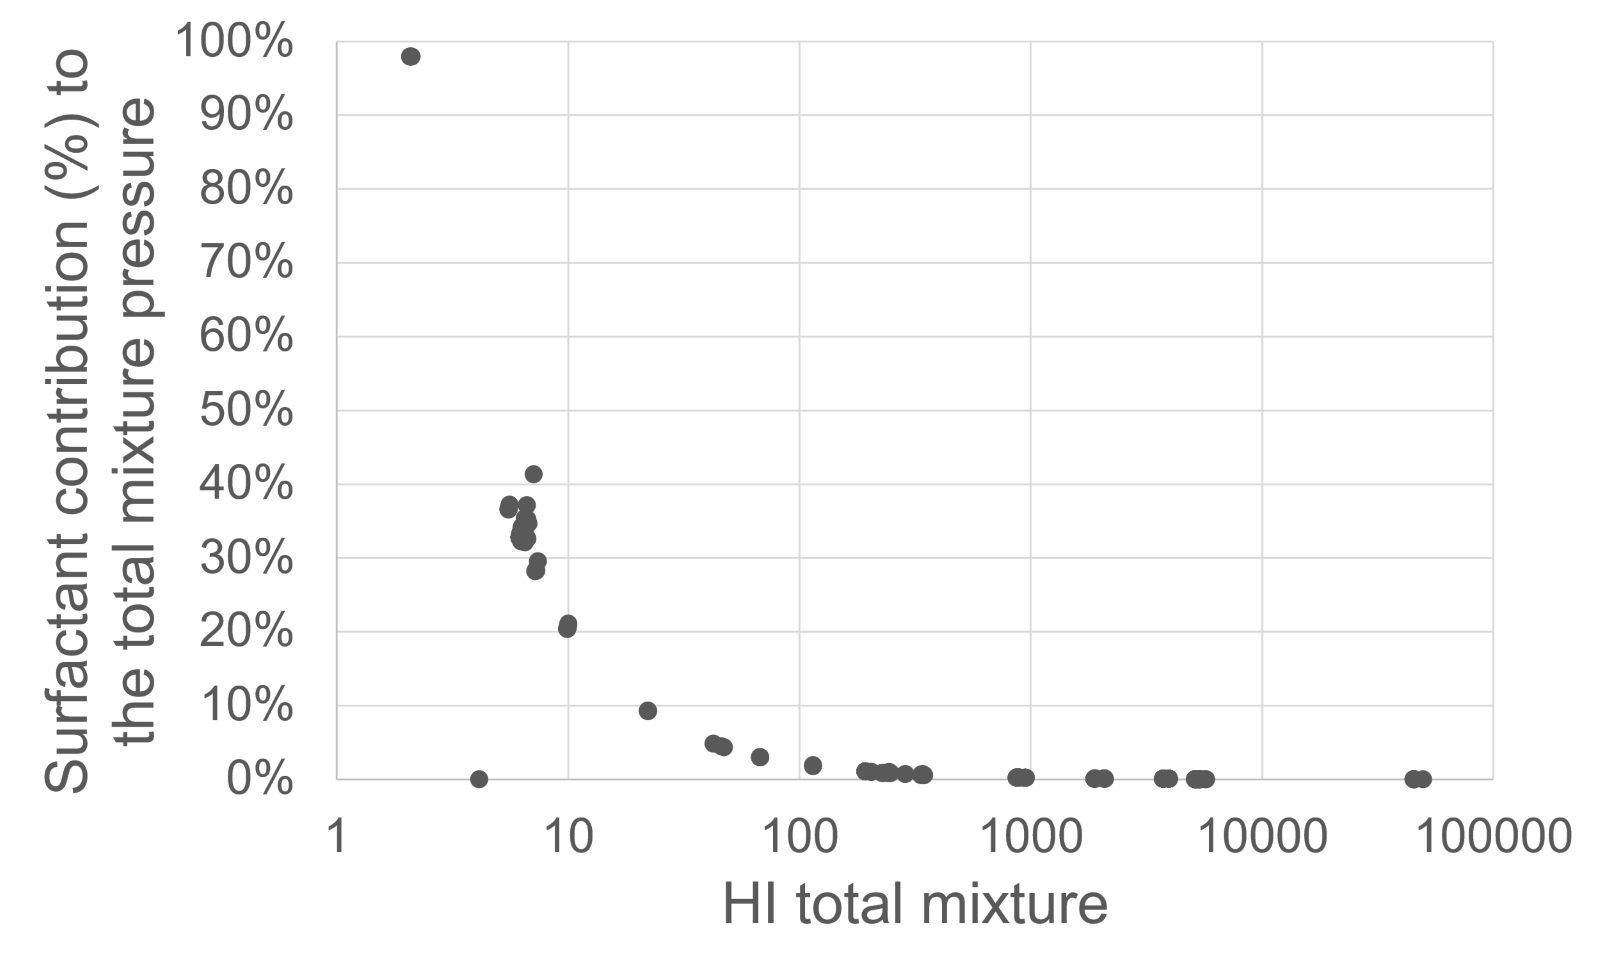 Surfactant contribution (%) to
the total mixture pressure
100%
90%
80%
70%
60%
50%
40%
30%
20%
10%
0%
1 10 100 1000 10000 100000
HI total mixture